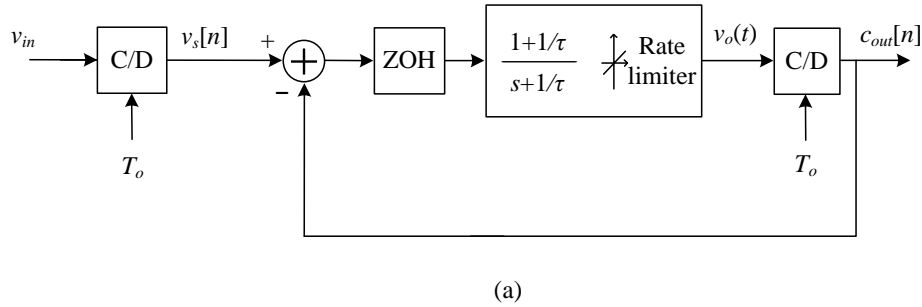 v_in
C/D
T_o
v_s[n]
+
−
+
ZOH
1+1/τ
s+1/τ
Rate
limiter
v_o(t)
C/D
T_o
c_out[n]
(a)